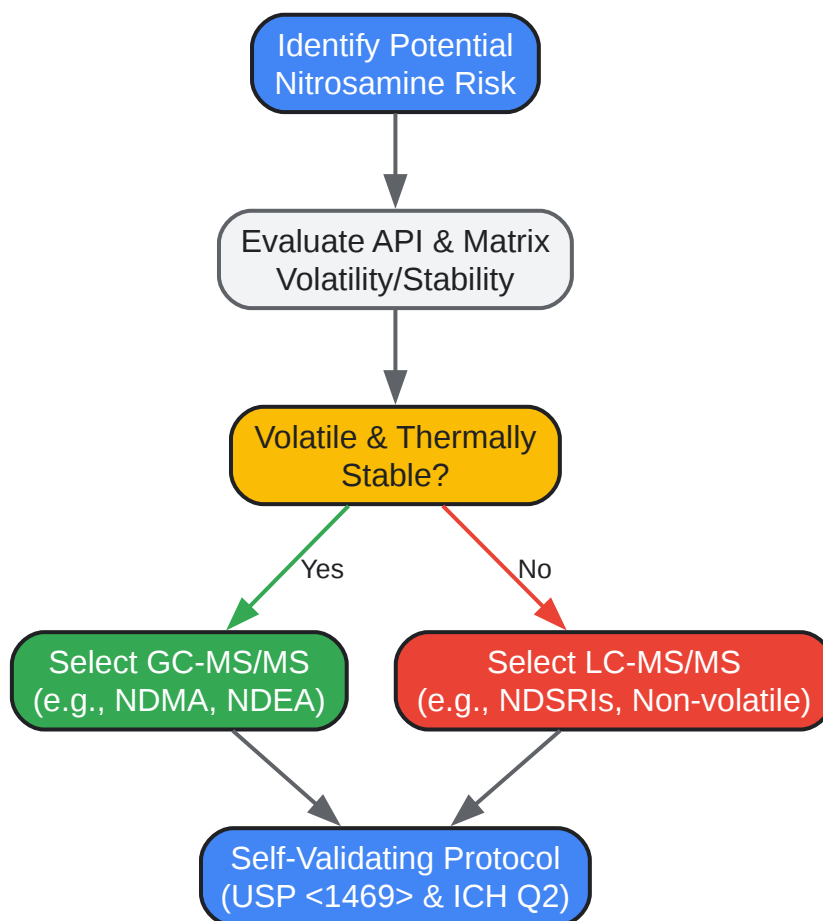 Identify Potential
Nitrosamine Risk
Evaluate API & Matrix
Volatility/Stability
Volatile & Thermally
Stable?
Yes
No
Select GC-MS/MS
(e.g., NDMA, NDEA)
Select LC-MS/MS
(e.g., NDSRIs, Non-volatile)
Self-Validating Protocol
(USP <1469> & ICH Q2)